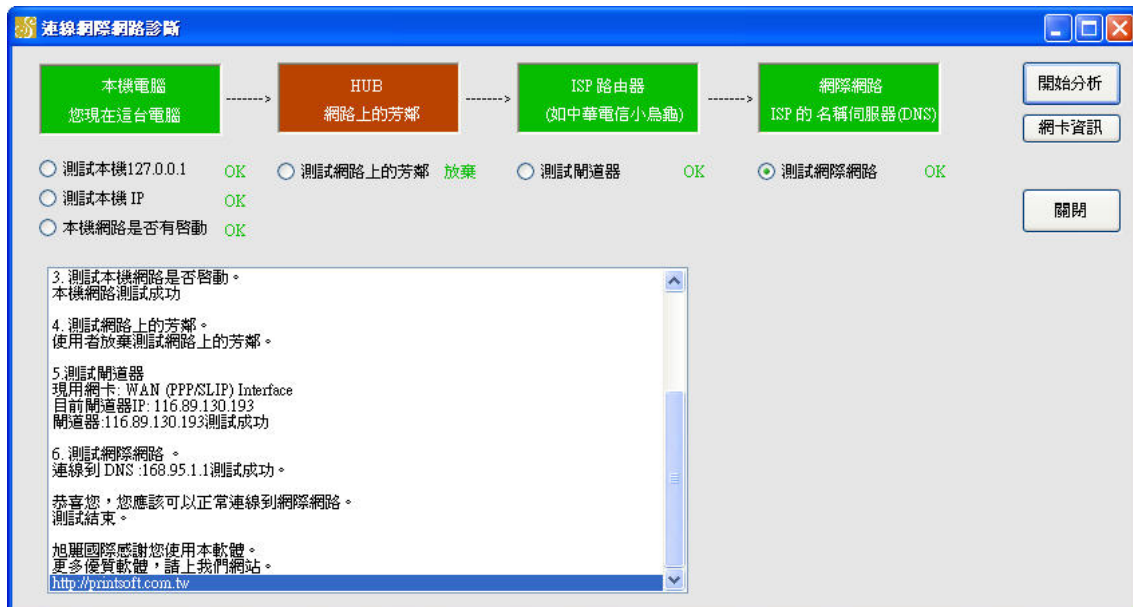 連線網際網路診斷
本機電腦
您現在這台電腦
------->
HUB
網路上的芳鄰
------->
ISP 路由器
(如中華電信小烏龜)
------->
網際網路
ISP 的 名稱伺服器(DNS)
開始分析
網卡資訊
測試本機127.0.0.1 OK
測試網路上的芳鄰 放棄
測試閘道器 OK
測試網際網路 OK
測試本機 IP OK
本機網路是否有啓動 OK
關閉
3. 測試本機網路是否啓動。
本機網路測試成功
4. 測試網路上的芳鄰。
使用者放棄測試網路上的芳鄰。
5.測試閘道器
現用網卡: WAN (PPP/SLIP) Interface
目前閘道器IP: 116.89.130.193
閘道器:116.89.130.193測試成功
6. 測試網際網路 。
連線到 DNS :168.95.1.1測試成功。
恭喜您，您應該可以正常連線到網際網路。
測試結束。
旭麗國際感謝您使用本軟體。
更多優質軟體，請上我們網站。
http://printsoft.com.tw